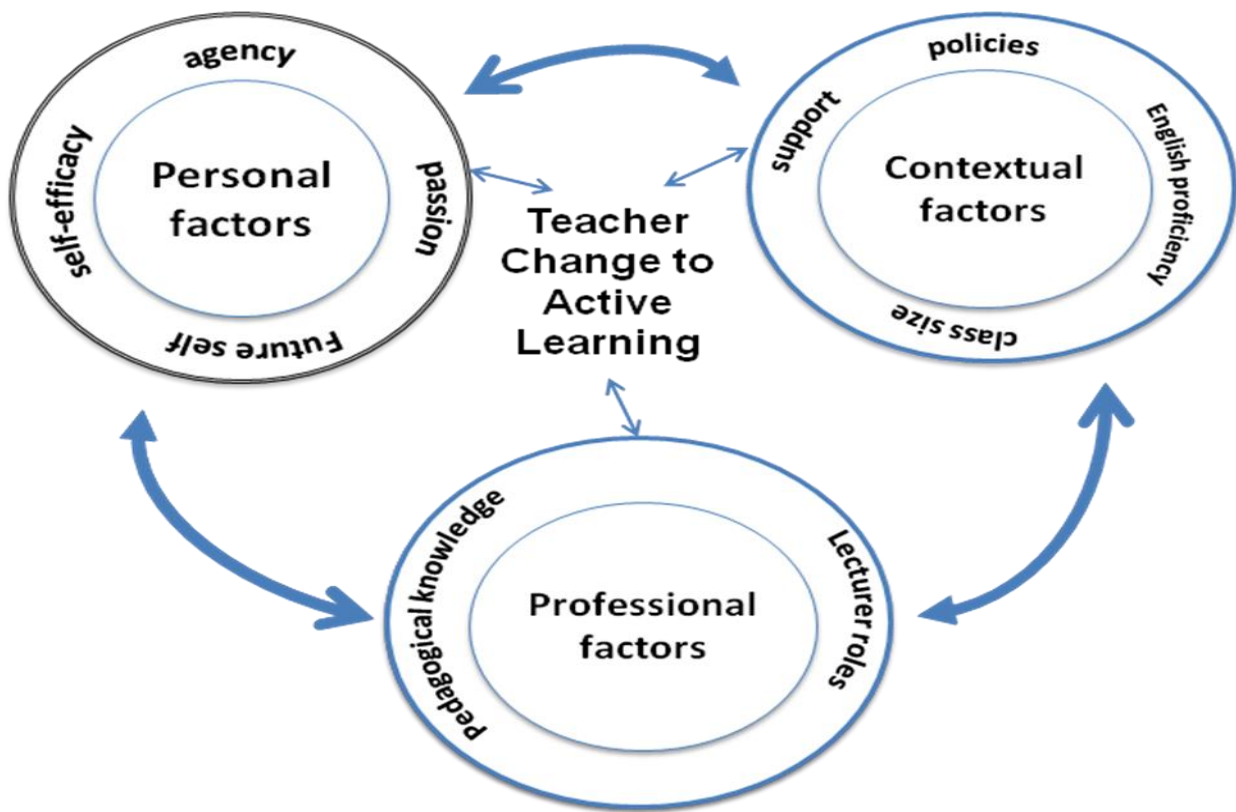 agency
self-efficacy
Personal
factors
passion
Future self
policies
support
Contextual
factors
English proficiency
class size
Teacher
Change to
Active
Learning
pedagogical knowledge
Professional
factors
Lecturer roles